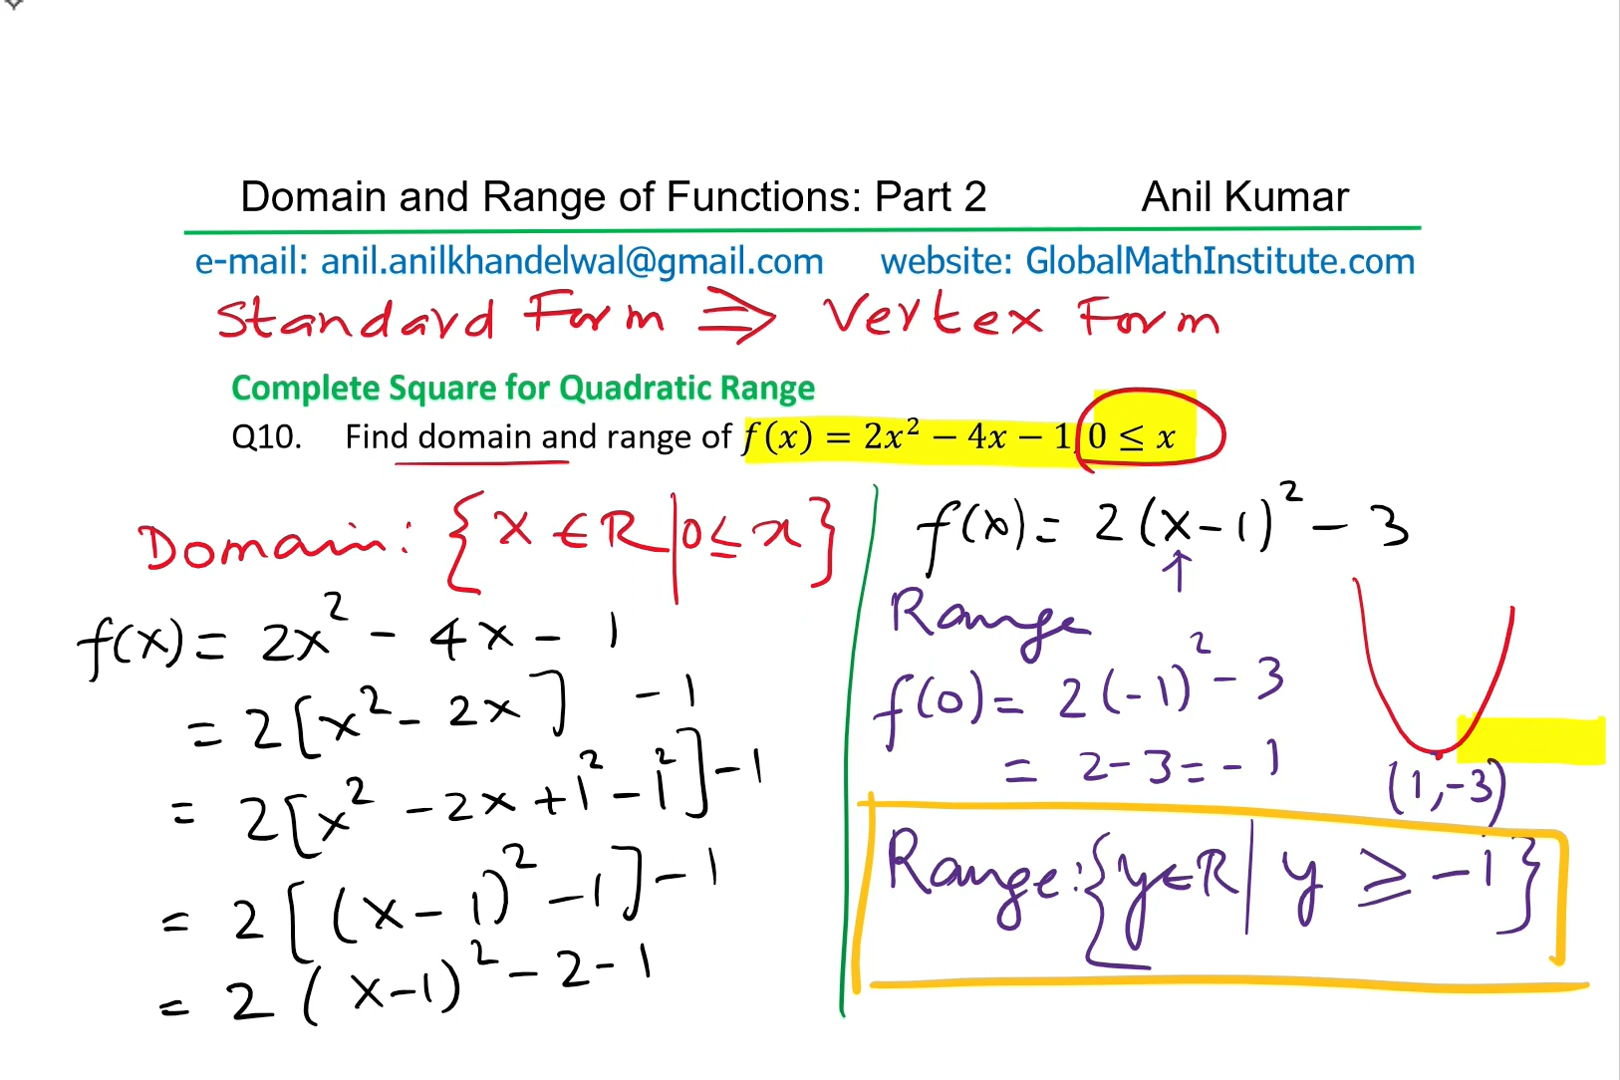 Domain and Range of Functions: Part 2 Anil Kumar
e-mail: anil.anilkhandelwal@gmail.com website: GlobalMathInstitute.com
Standard Form ⇒ Vertex Form
Complete Square for Quadratic Range
Q10. Find domain and range of f(x) = 2x² − 4x − 1, 0 ≤ x
Domain: {x ∈ R | 0 ≤ x}
f(x) = 2x² − 4x − 1
= 2[x² − 2x] − 1
= 2[x² − 2x + 1² − 1²] − 1
= 2[(x − 1)² − 1] − 1
= 2(x − 1)² − 2 − 1
f(x) = 2(x − 1)² − 3
↑
Range
f(0) = 2(−1)² − 3
= 2 − 3 = −1
(1, −3)
Range: {y ∈ R | y ≥ −1}